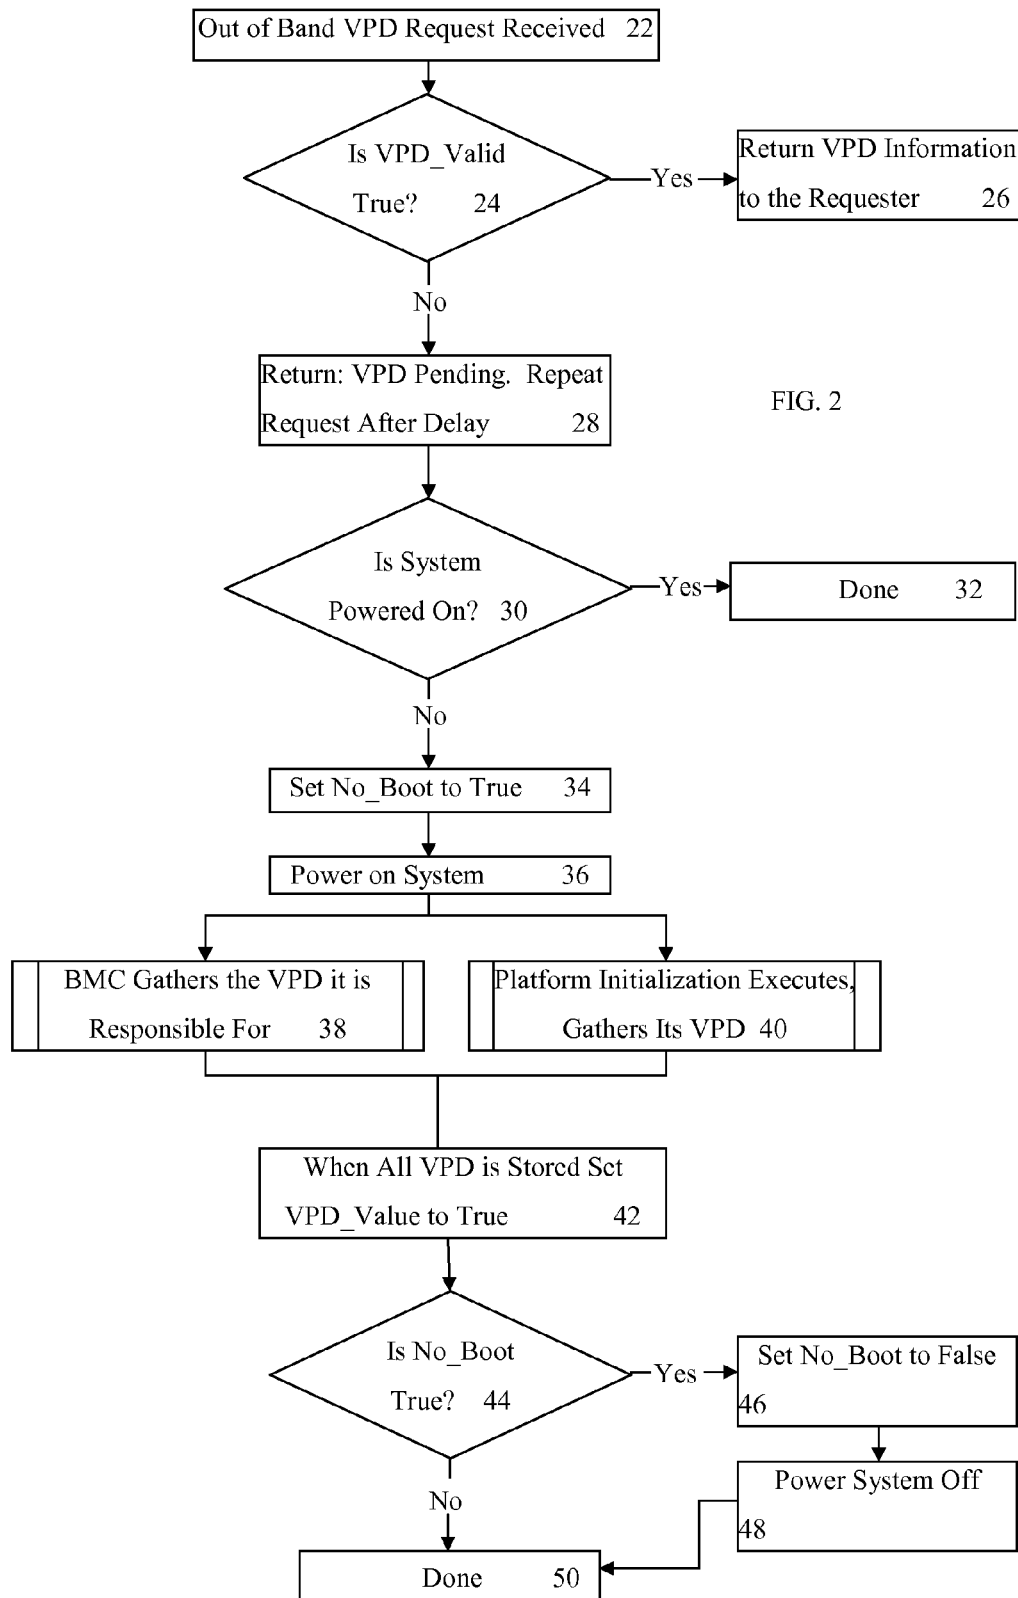 Out of Band VPD Request Received 22
Is VPD_Valid
True? 24
Yes
Return VPD Information
to the Requester 26
No
Return: VPD Pending. Repeat
Request After Delay 28
FIG. 2
Is System
Powered On? 30
Yes
Done 32
No
Set No_Boot to True 34
Power on System 36
BMC Gathers the VPD it is
Responsible For 38
Platform Initialization Executes,
Gathers Its VPD 40
When All VPD is Stored Set
VPD_Value to True 42
Is No_Boot
True? 44
Yes
Set No_Boot to False
46
Power System Off
48
No
Done 50